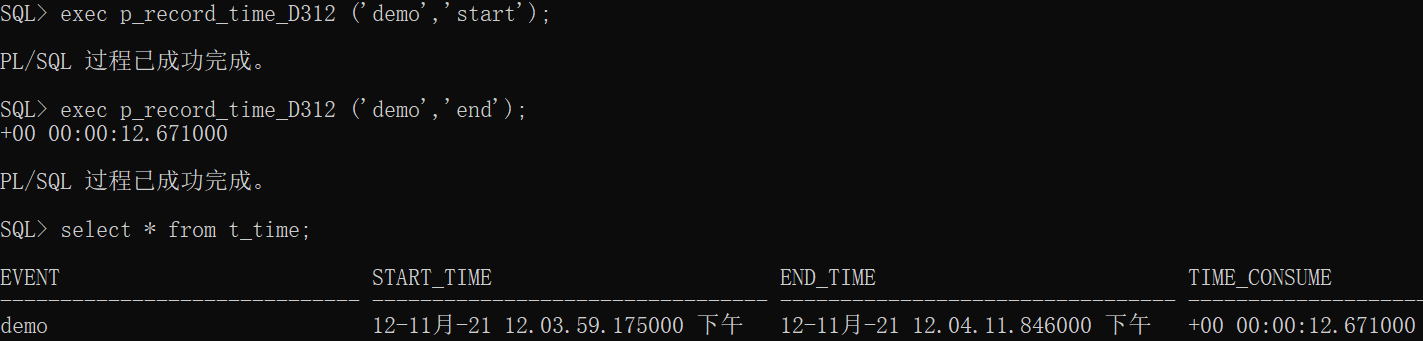 SQL> exec p_record_time_D312 ('demo','start');
PL/SQL 过程已成功完成。
SQL> exec p_record_time_D312 ('demo','end');
+00 00:00:12.671000
PL/SQL 过程已成功完成。
SQL> select * from t_time;
EVENT START_TIME END_TIME TIME_CONSUME
------------------------------ --------------------------------- --------------------------------- --------------------
demo 12-11月-21 12.03.59.175000 下午 12-11月-21 12.04.11.846000 下午 +00 00:00:12.671000